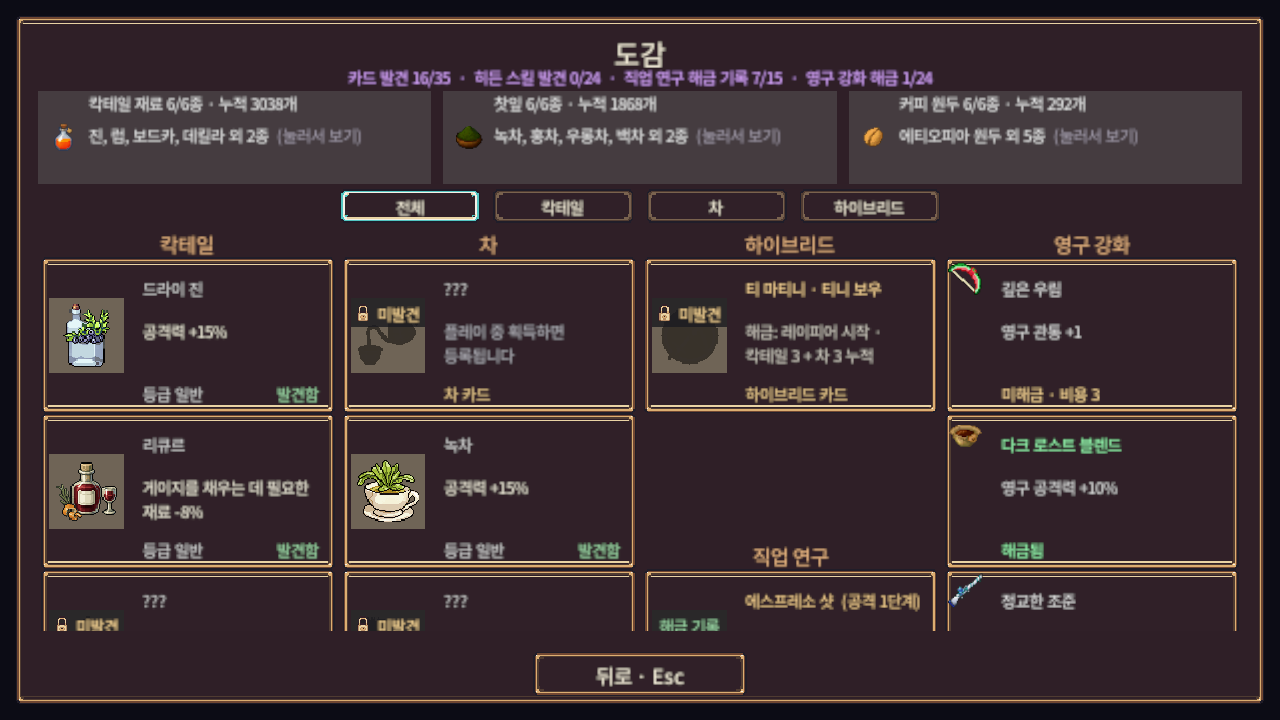 도감
카드 발견 16/35 · 히든 스킬 발견 0/24 · 직업 연구 해금 기록 7/15 · 영구 강화 해금 1/24
칵테일 재료 6/6종 · 누적 3038개
진, 럼, 보드카, 데킬라 외 2종 (눌러서 보기)
찻잎 6/6종 · 누적 1868개
녹차, 홍차, 우롱차, 백차 외 2종 (눌러서 보기)
커피 원두 6/6종 · 누적 292개
에티오피아 원두 외 5종 (눌러서 보기)
전체
칵테일
차
하이브리드
칵테일
드라이 진
공격력 +15%
등급 일반
발견함
리큐르
게이지를 채우는 데 필요한
재료 -8%
등급 일반
발견함
???
미발견
차
???
미발견
플레이 중 획득하면
등록됩니다
차 카드
녹차
공격력 +15%
등급 일반
발견함
???
미발견
하이브리드
티 마티니 · 티니 보우
미발견
해금: 레이피어 시작 ·
칵테일 3 + 차 3 누적
하이브리드 카드
직업 연구
에스프레소 샷 (공격 1단계)
해금 기록
영구 강화
깊은 우림
영구 관통 +1
미해금 · 비용 3
다크 로스트 블렌드
영구 공격력 +10%
해금됨
정교한 조준
뒤로 · Esc